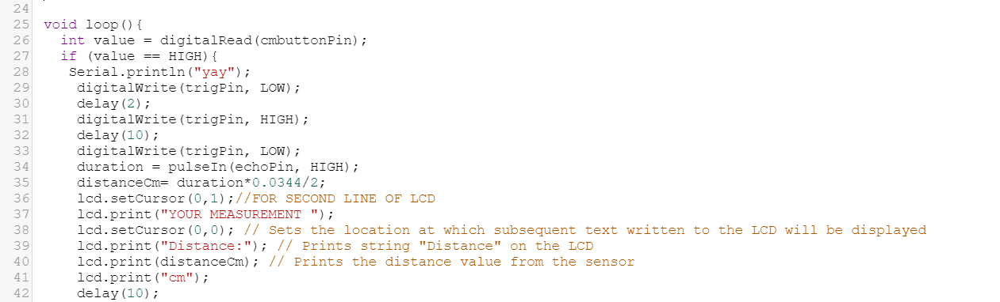 24
25 void loop(){
26 int value = digitalRead(cmbuttonPin);
27 if (value == HIGH){
28 Serial.println("yay");
29 digitalWrite(trigPin, LOW);
30 delay(2);
31 digitalWrite(trigPin, HIGH);
32 delay(10);
33 digitalWrite(trigPin, LOW);
34 duration = pulseIn(echoPin, HIGH);
35 distanceCm= duration*0.0344/2;
36 lcd.setCursor(0,1);//FOR SECOND LINE OF LCD
37 lcd.print("YOUR MEASUREMENT ");
38 lcd.setCursor(0,0); // Sets the location at which subsequent text written to the LCD will be displayed
39 lcd.print("Distance:"); // Prints string "Distance" on the LCD
40 lcd.print(distanceCm); // Prints the distance value from the sensor
41 lcd.print("cm");
42 delay(10);